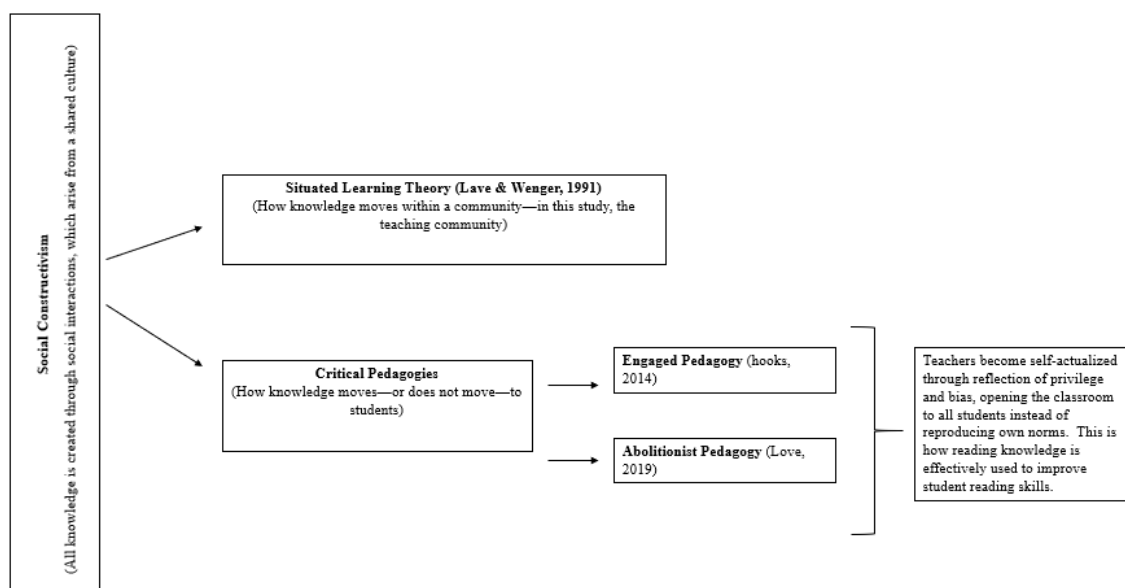 Social Constructivism
(All knowledge is created through social interactions, which arise from a shared culture)
Situated Learning Theory (Lave & Wenger, 1991)
(How knowledge moves within a community—in this study, the
teaching community)
Critical Pedagogies
(How knowledge moves—or does not move—to
students)
Engaged Pedagogy (hooks,
2014)
Abolitionist Pedagogy (Love,
2019)
Teachers become self-actualized
through reflection of privilege
and bias, opening the classroom
to all students instead of
reproducing own norms. This is
how reading knowledge is
effectively used to improve
student reading skills.